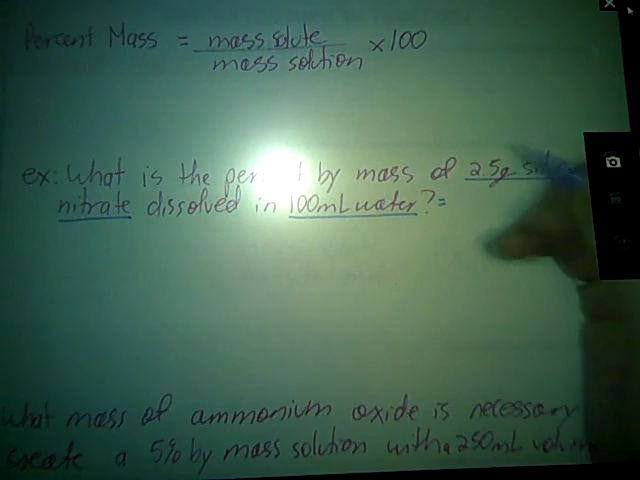 Percent Mass = mass solute / mass solution x100
ex: What is the by mass of 2.5g
nitrate dissolved in 100mL water? =
What mass of ammonium oxide is necessary
create a 5% by mass solution with a 250mL